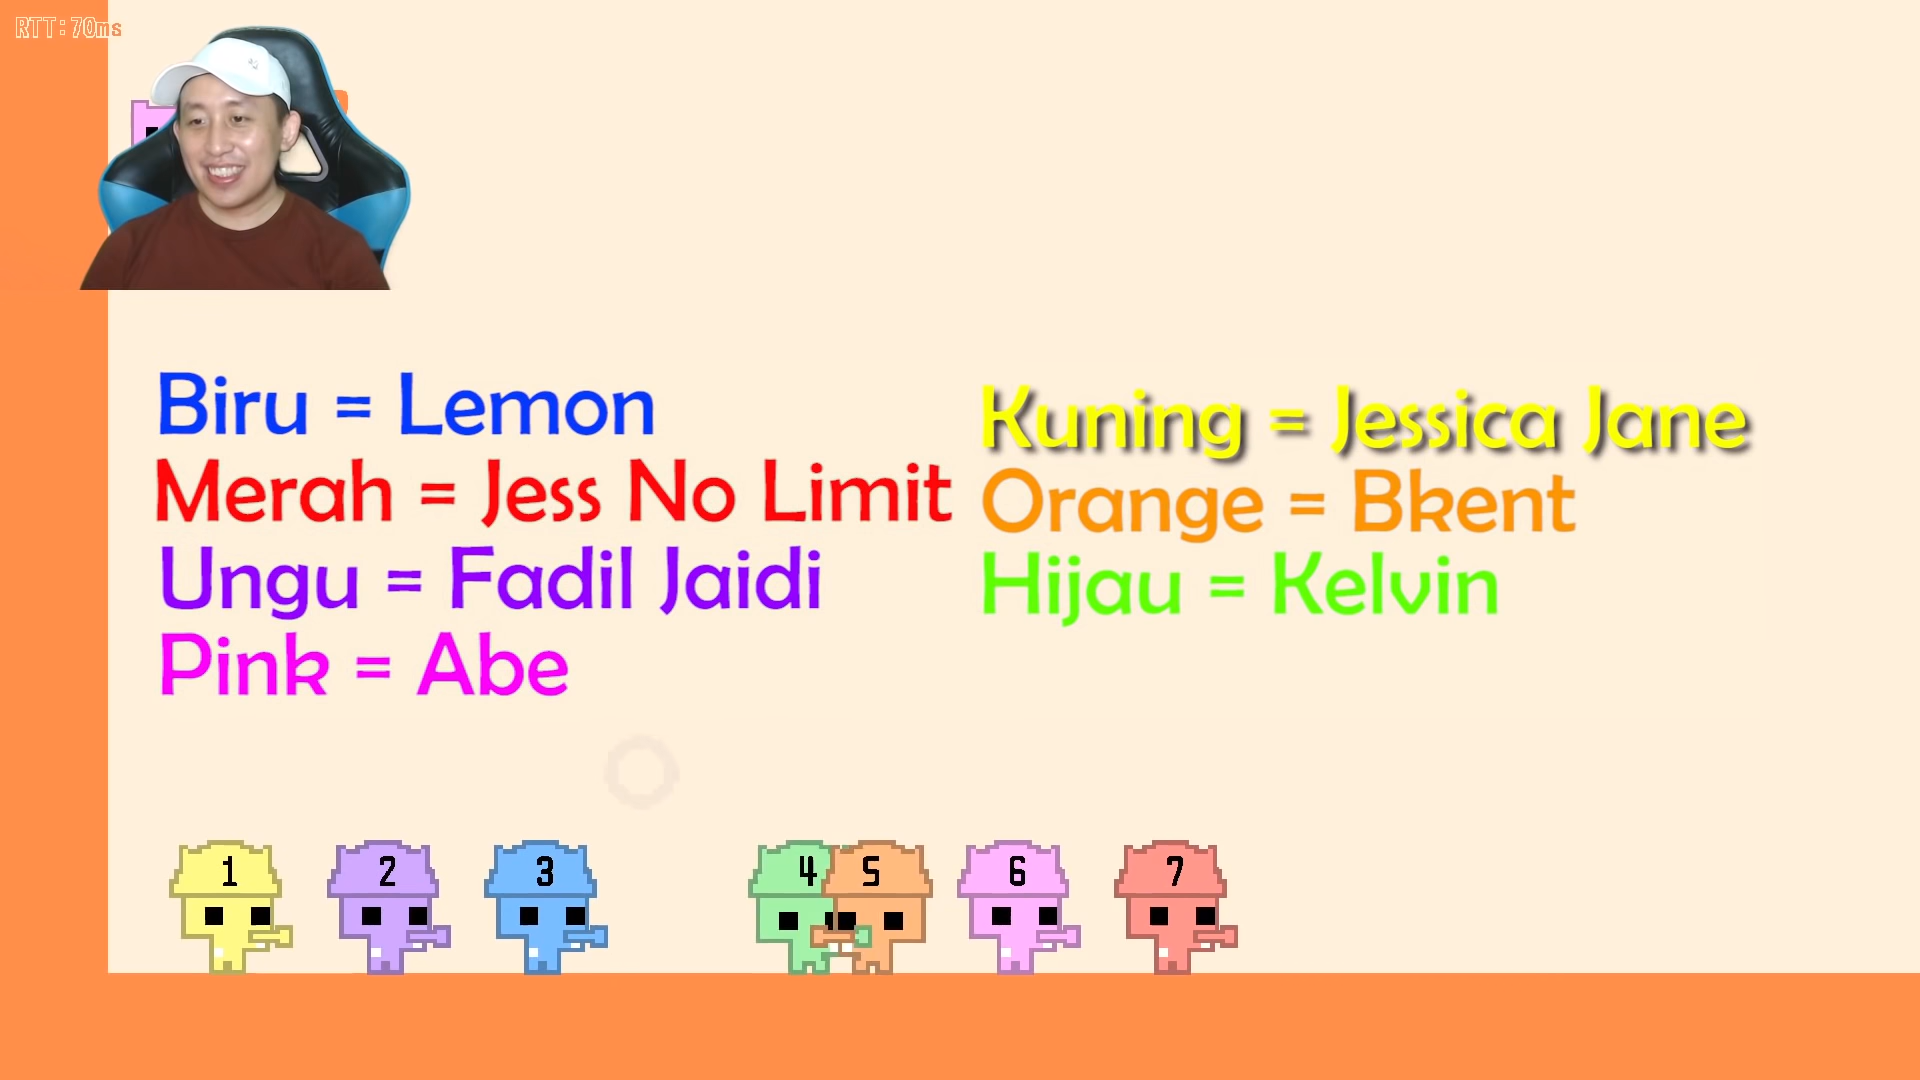 RTT:70ms
Biru = Lemon
Merah = Jess No Limit
Ungu = Fadil Jaidi
Pink = Abe
Kuning = Jessica Jane
Orange = Bkent
Hijau = Kelvin
1 2 3 4 5 6 7